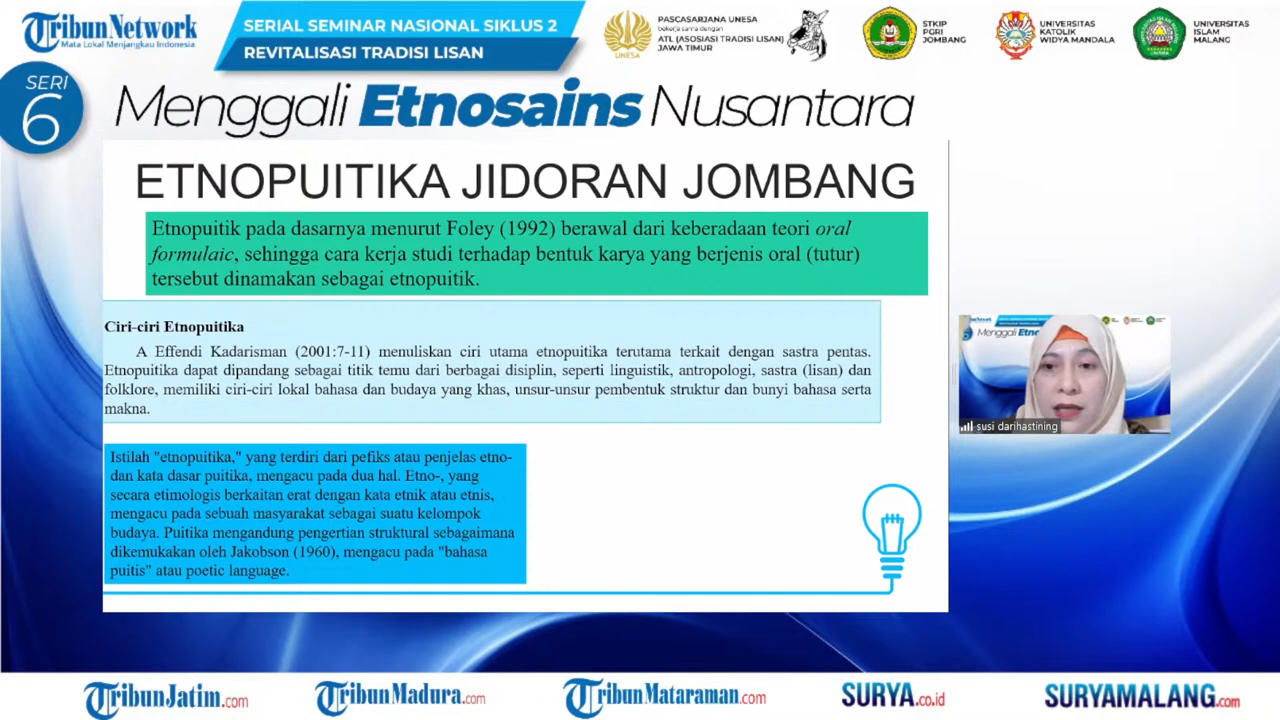 Tribun Network
Mata Lokal Menjangkau Indonesia
SERIAL SEMINAR NASIONAL SIKLUS 2
REVITALISASI TRADISI LISAN
UNESA
PASCASARJANA UNESA
bekerja sama dengan
ATL (ASOSIASI TRADISI LISAN)
JAWA TIMUR
STKIP
PGRI
JOMBANG
UNIVERSITAS
KATOLIK
WIDYA MANDALA
UNIVERSITAS
ISLAM
MALANG
SERI
6
Menggali Etnosains Nusantara
ETNOPUITIKA JIDORAN JOMBANG
Etnopuitik pada dasarnya menurut Foley (1992) berawal dari keberadaan teori oral
formulaic, sehingga cara kerja studi terhadap bentuk karya yang berjenis oral (tutur)
tersebut dinamakan sebagai etnopuitik.
Ciri-ciri Etnopuitika
A Effendi Kadarisman (2001:7-11) menuliskan ciri utama etnopuitika terutama terkait dengan sastra pentas.
Etnopuitika dapat dipandang sebagai titik temu dari berbagai disiplin, seperti linguistik, antropologi, sastra (lisan) dan
folklore, memiliki ciri-ciri lokal bahasa dan budaya yang khas, unsur-unsur pembentuk struktur dan bunyi bahasa serta
makna.
Istilah "etnopuitika," yang terdiri dari pefiks atau penjelas etno-
dan kata dasar puitika, mengacu pada dua hal. Etno-, yang
secara etimologis berkaitan erat dengan kata etnik atau etnis,
mengacu pada sebuah masyarakat sebagai suatu kelompok
budaya. Puitika mengandung pengertian struktural sebagaimana
dikemukakan oleh Jakobson (1960), mengacu pada "bahasa
puitis" atau poetic language.
susi darihastining
TribunJatim.com
TribunMadura.com
TribunMataraman.com
SURYA.co.id
SURYAMALANG.com